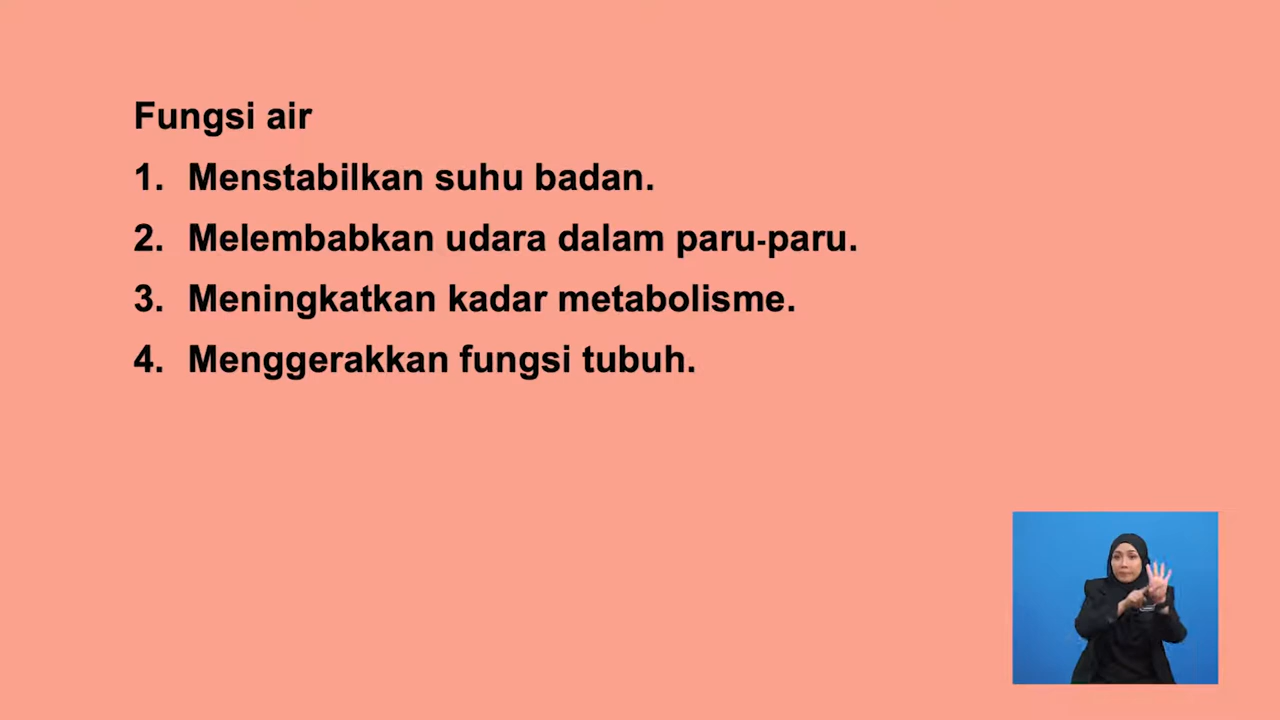 Fungsi air
1. Menstabilkan suhu badan.
2. Melembabkan udara dalam paru-paru.
3. Meningkatkan kadar metabolisme.
4. Menggerakkan fungsi tubuh.